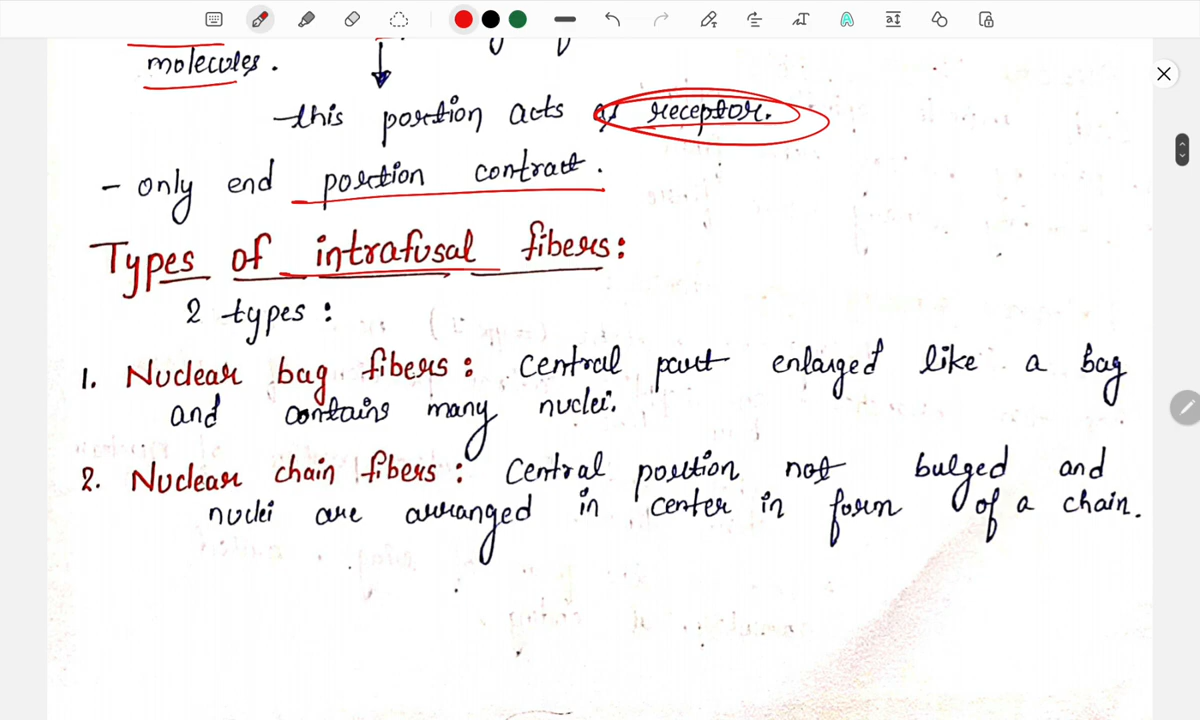 molecules.
this portion acts as receptor.
- only end portion contract.
Types of intrafusal fibers:
2 types:
1. Nuclear bag fibers: central part enlarged like a bag
and contains many nuclei.
2. Nuclear chain fibers: central portion not bulged and
nuclei are arranged in center in form of a chain.